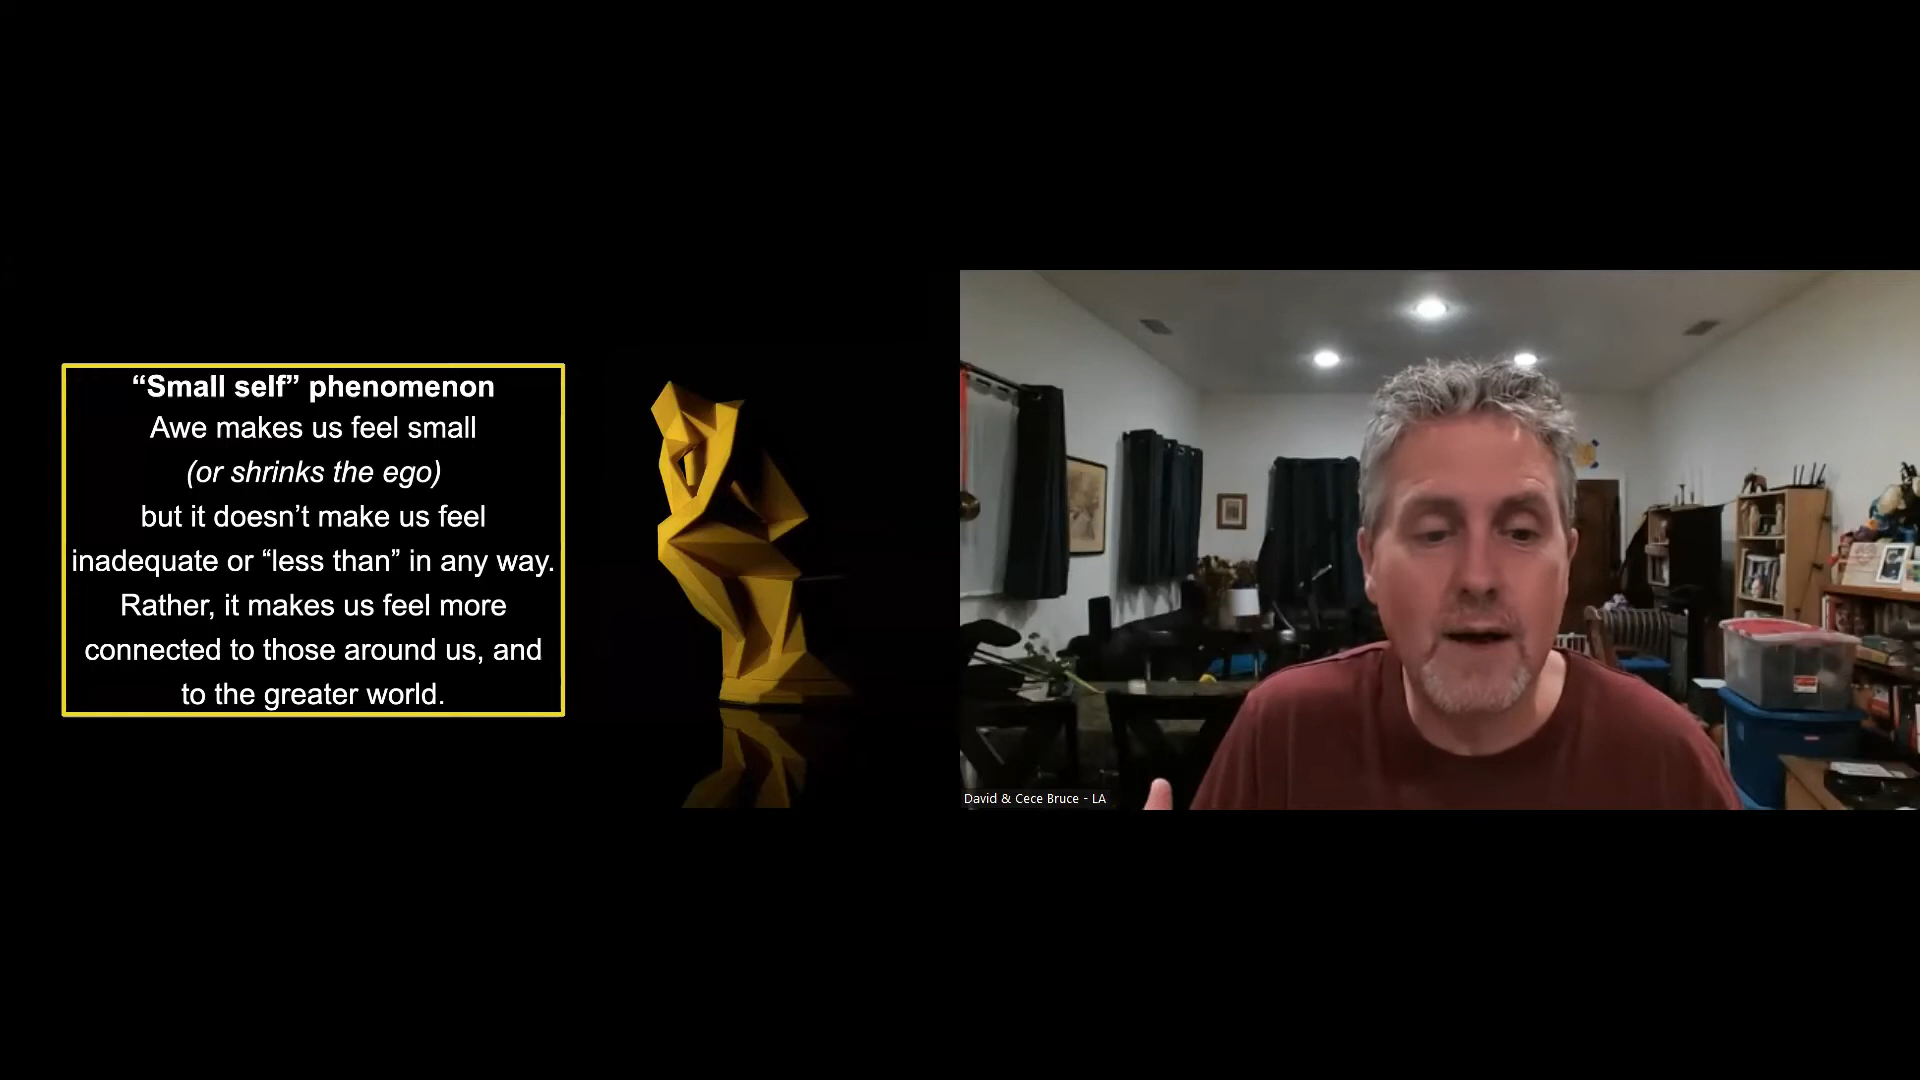 “Small self” phenomenon
Awe makes us feel small
(or shrinks the ego)
but it doesn’t make us feel
inadequate or “less than” in any way.
Rather, it makes us feel more
connected to those around us, and
to the greater world.
David & Cece Bruce - LA